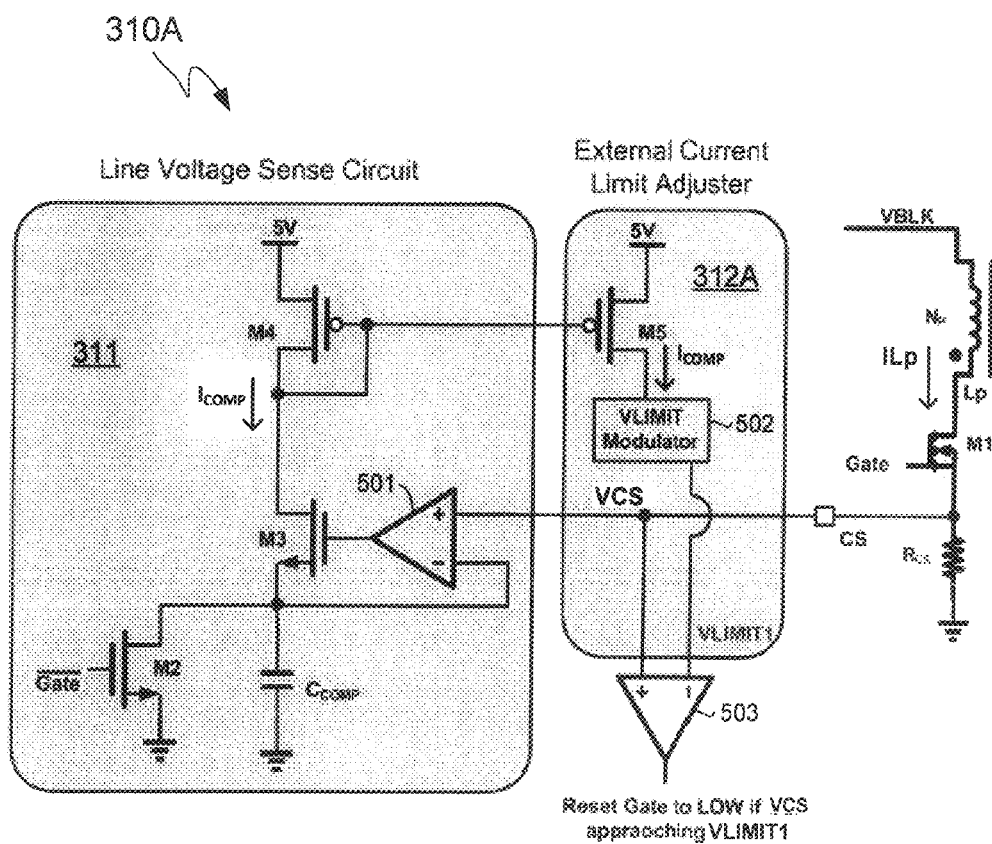 310A
Line Voltage Sense Circuit
External Current
Limit Adjuster
5V
5V
VBLK
312A
M4
M5
311
ICOMP
ICOMP
NP
ILp
Lp
VLIMIT
Modulator
502
M1
Gate
501
VCS
+
-
M3
CS
RCS
VLIMIT1
Gate
M2
CCOMP
+
-
503
Reset Gate to LOW if VCS
appraoching VLIMIT1